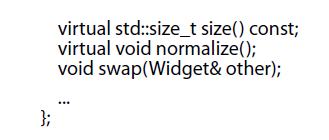 virtual std::size_t size() const;
virtual void normalize();
void swap(Widget& other);
...
};